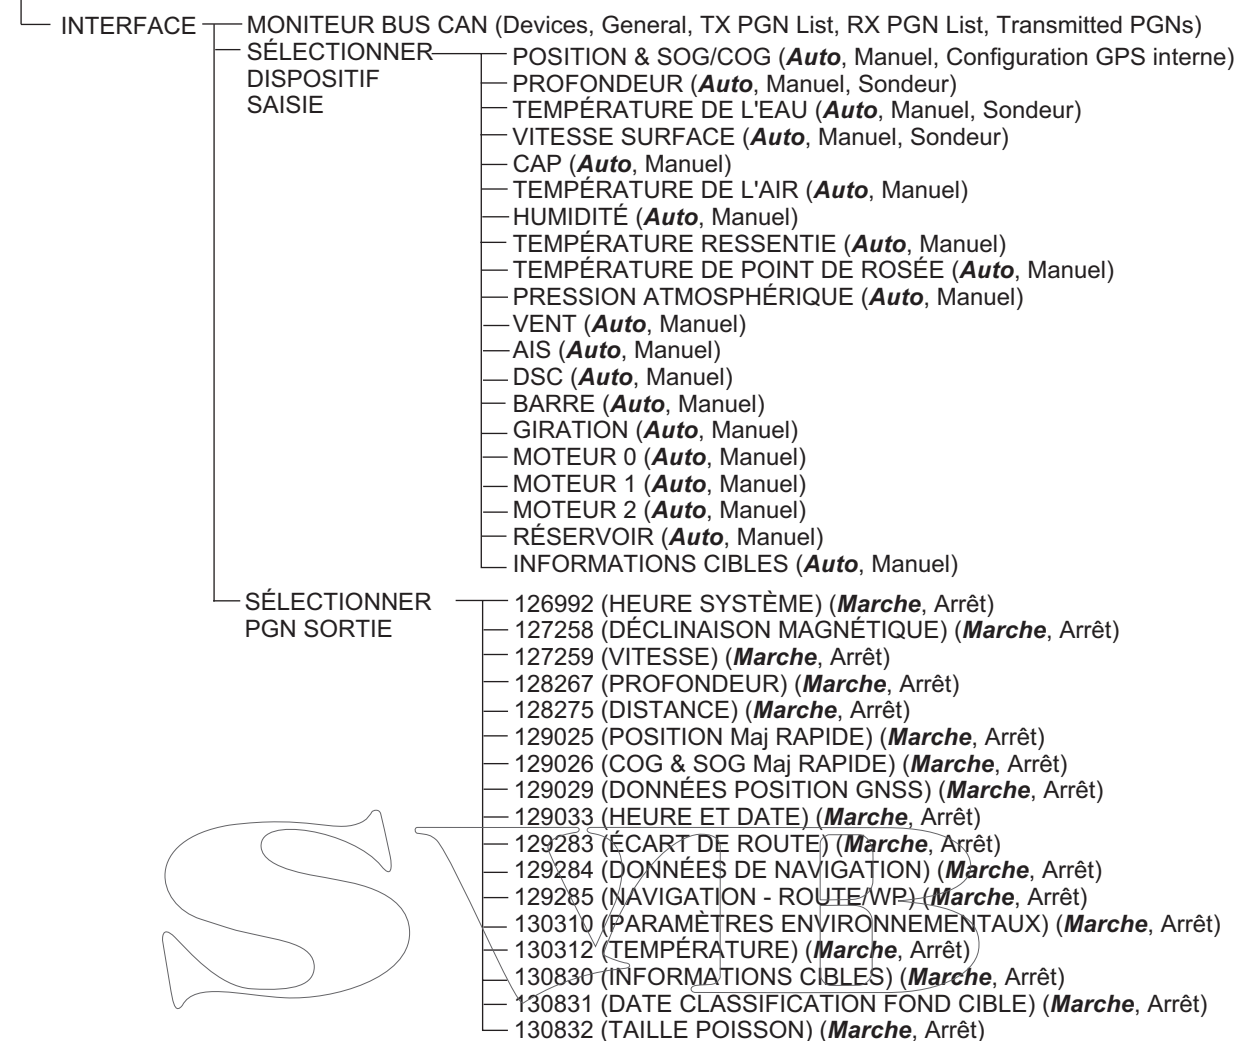 INTERFACE
MONITEUR BUS CAN (Devices, General, TX PGN List, RX PGN List, Transmitted PGNs)
SÉLECTIONNER
DISPOSITIF
SAISIE
POSITION & SOG/COG (Auto, Manuel, Configuration GPS interne)
PROFONDEUR (Auto, Manuel, Sondeur)
TEMPÉRATURE DE L'EAU (Auto, Manuel, Sondeur)
VITESSE SURFACE (Auto, Manuel, Sondeur)
CAP (Auto, Manuel)
TEMPÉRATURE DE L'AIR (Auto, Manuel)
HUMIDITÉ (Auto, Manuel)
TEMPÉRATURE RESSENTIE (Auto, Manuel)
TEMPÉRATURE DE POINT DE ROSÉE (Auto, Manuel)
PRESSION ATMOSPHÉRIQUE (Auto, Manuel)
VENT (Auto, Manuel)
AIS (Auto, Manuel)
DSC (Auto, Manuel)
BARRE (Auto, Manuel)
GIRATION (Auto, Manuel)
MOTEUR 0 (Auto, Manuel)
MOTEUR 1 (Auto, Manuel)
MOTEUR 2 (Auto, Manuel)
RÉSERVOIR (Auto, Manuel)
INFORMATIONS CIBLES (Auto, Manuel)
SÉLECTIONNER
PGN SORTIE
126992 (HEURE SYSTÈME) (Marche, Arrêt)
127258 (DÉCLINAISON MAGNÉTIQUE) (Marche, Arrêt)
127259 (VITESSE) (Marche, Arrêt)
128267 (PROFONDEUR) (Marche, Arrêt)
128275 (DISTANCE) (Marche, Arrêt)
129025 (POSITION Maj RAPIDE) (Marche, Arrêt)
129026 (COG & SOG Maj RAPIDE) (Marche, Arrêt)
129029 (DONNÉES POSITION GNSS) (Marche, Arrêt)
129033 (HEURE ET DATE) (Marche, Arrêt)
129283 (ÉCART DE ROUTE) (Marche, Arrêt)
129284 (DONNÉES DE NAVIGATION) (Marche, Arrêt)
129285 (NAVIGATION - ROUTE/WP) (Marche, Arrêt)
130310 (PARAMÈTRES ENVIRONNEMENTAUX) (Marche, Arrêt)
130312 (TEMPÉRATURE) (Marche, Arrêt)
130830 (INFORMATIONS CIBLES) (Marche, Arrêt)
130831 (DATE CLASSIFICATION FOND CIBLE) (Marche, Arrêt)
130832 (TAILLE POISSON) (Marche, Arrêt)
SVB